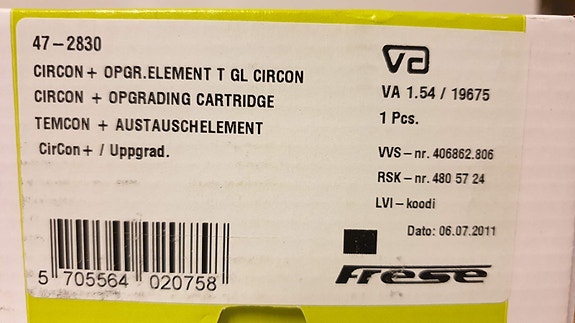 47-2830
CIRCON+ OPGR.ELEMENT T GL CIRCON
CIRCON + OPGRADING CARTRIDGE
TEMCON + AUSTAUSCHELEMENT
CirCon+ / Uppgrad.
5 705564 020758
VA
VA 1.54 / 19675
1 Pcs.
VVS-nr. 406862.806
RSK-nr. 480 57 24
LVI-koodi
Dato: 06.07.2011
Frese